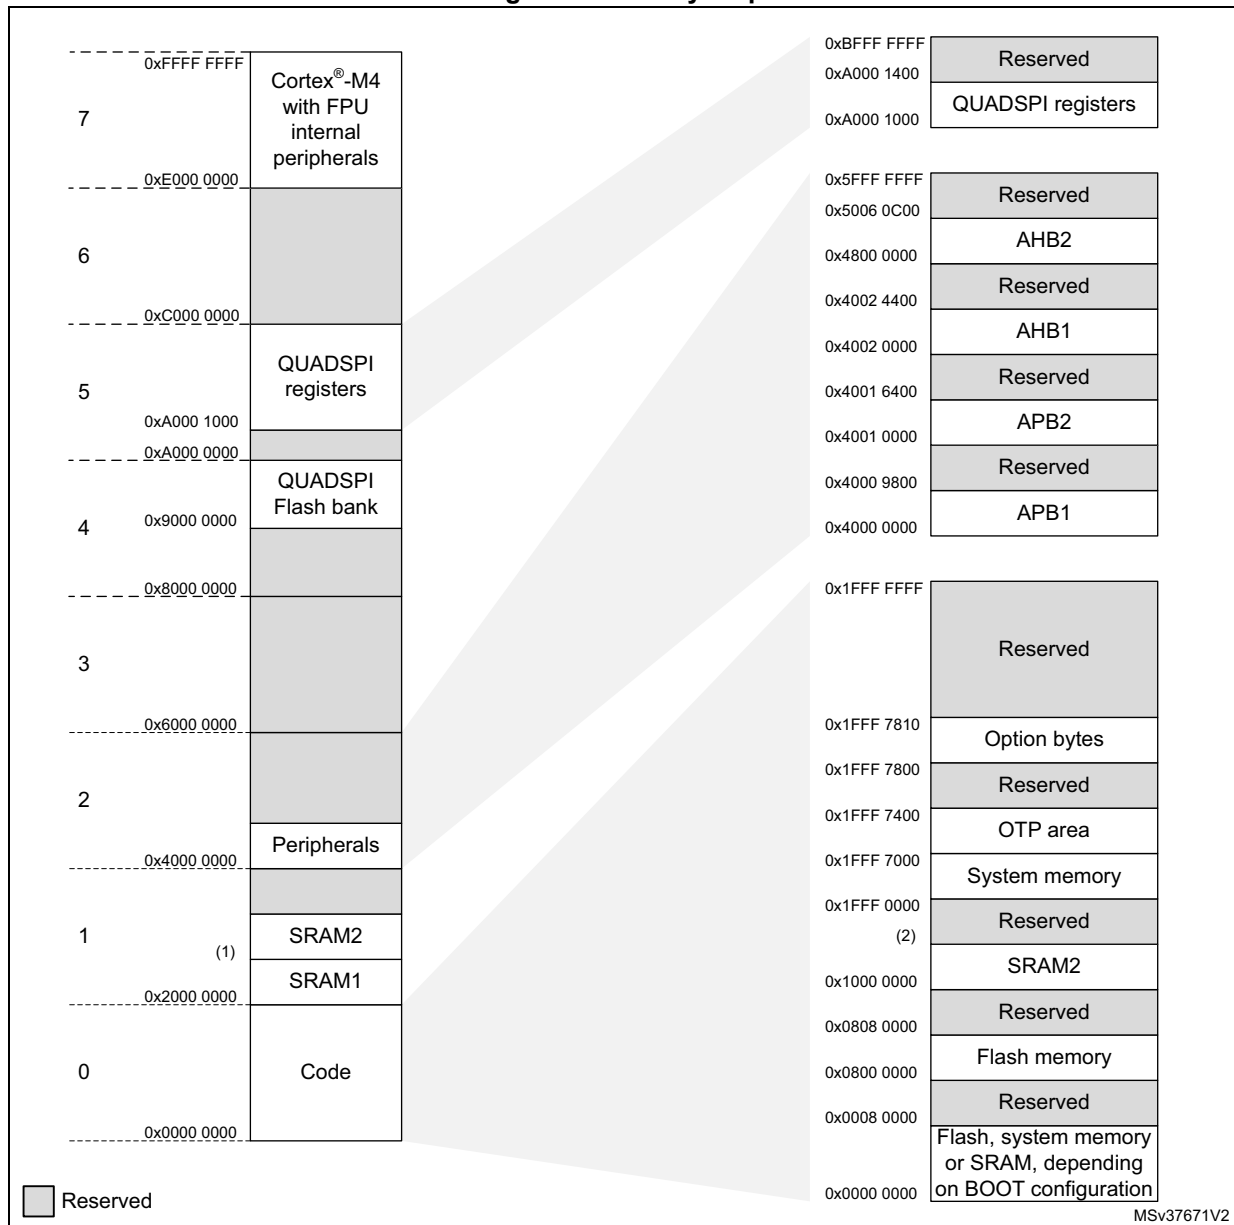 0xFFFF FFFF
Cortex®-M4
with FPU
internal
peripherals
7
0xE000 0000
6
0xC000 0000
QUADSPI
registers
5
0xA000 1000
0xA000 0000
QUADSPI
Flash bank
4
0x9000 0000
0x8000 0000
3
0x6000 0000
2
Peripherals
0x4000 0000
1
SRAM2
(1)
SRAM1
0x2000 0000
0
Code
0x0000 0000
Reserved
0xBFFF FFFF
Reserved
0xA000 1400
QUADSPI registers
0xA000 1000
0x5FFF FFFF
Reserved
0x5006 0C00
AHB2
0x4800 0000
Reserved
0x4002 4400
AHB1
0x4002 0000
Reserved
0x4001 6400
APB2
0x4001 0000
Reserved
0x4000 9800
APB1
0x4000 0000
0x1FFF FFFF
Reserved
0x1FFF 7810
Option bytes
0x1FFF 7800
Reserved
0x1FFF 7400
OTP area
0x1FFF 7000
System memory
0x1FFF 0000
Reserved
(2)
SRAM2
0x1000 0000
Reserved
0x0808 0000
Flash memory
0x0800 0000
Reserved
0x0008 0000
Flash, system memory
or SRAM, depending
on BOOT configuration
0x0000 0000
MSv37671V2